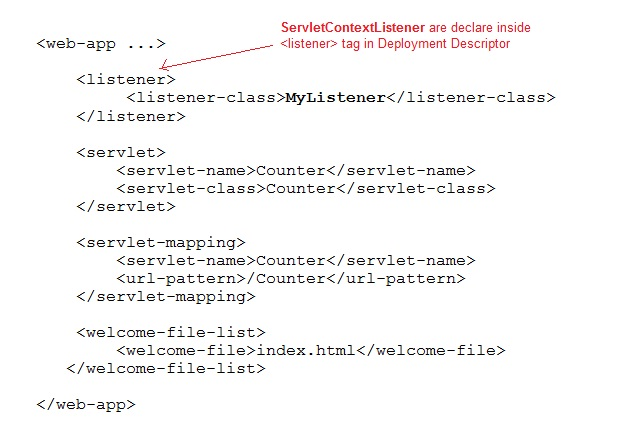 ServletContextListener are declare inside
<listener> tag in Deployment Descriptor
<web-app ...>
<listener>
<listener-class>MyListener</listener-class>
</listener>
<servlet>
<servlet-name>Counter</servlet-name>
<servlet-class>Counter</servlet-class>
</servlet>
<servlet-mapping>
<servlet-name>Counter</servlet-name>
<url-pattern>/Counter</url-pattern>
</servlet-mapping>
<welcome-file-list>
<welcome-file>index.html</welcome-file>
</welcome-file-list>
</web-app>